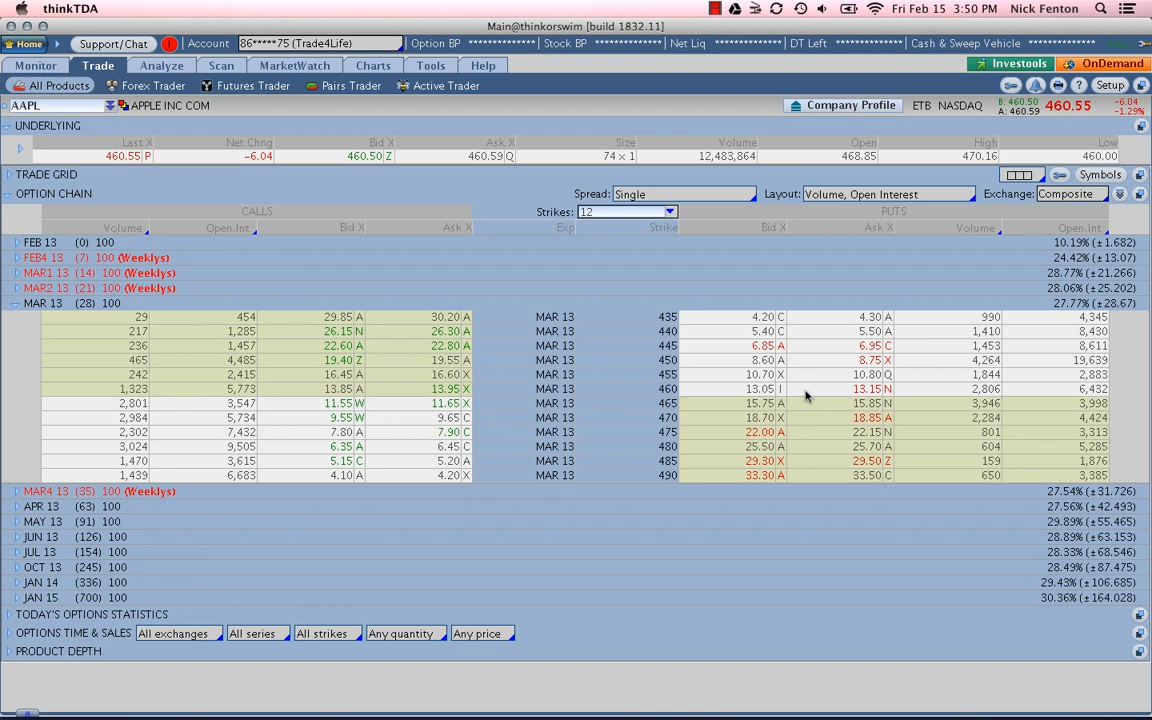 thinkTDA Fri Feb 15 3:50 PM Nick Fenton
Main@thinkorswim [build 1832.11]
Home Support/Chat Account 86*****75 (Trade4Life) Option BP ************** Stock BP ************** Net Liq ************** DT Left ************** Cash & Sweep Vehicle **************
Monitor Trade Analyze Scan MarketWatch Charts Tools Help Investools OnDemand
All Products Forex Trader Futures Trader Pairs Trader Active Trader Setup
AAPL APPLE INC COM Company Profile ETB NASDAQ B: 460.50 A: 460.59 460.55 -6.04 -1.29%
UNDERLYING
Last X Net Chng Bid X Ask X Size Volume Open High Low
460.55 P -6.04 460.50 Z 460.59 Q 74 × 1 12,483,864 468.85 470.16 460.00
TRADE GRID Symbols
OPTION CHAIN Spread: Single Layout: Volume, Open Interest Exchange: Composite
CALLS Strikes: 12 PUTS
Volume Open.Int Bid X Ask X Exp Strike Bid X Ask X Volume Open.Int
FEB 13 (0) 100 10.19% (±1.682)
FEB4 13 (7) 100 (Weeklys) 24.42% (±13.07)
MAR1 13 (14) 100 (Weeklys) 28.77% (±21.266)
MAR2 13 (21) 100 (Weeklys) 28.06% (±25.202)
MAR 13 (28) 100 27.77% (±28.67)
29 454 29.85 A 30.20 A MAR 13 435 4.20 C 4.30 A 990 4,345
217 1,285 26.15 N 26.30 A MAR 13 440 5.40 C 5.50 A 1,410 8,430
236 1,457 22.60 A 22.80 A MAR 13 445 6.85 A 6.95 C 1,453 8,611
465 4,485 19.40 Z 19.55 A MAR 13 450 8.60 A 8.75 X 4,264 19,639
242 2,415 16.45 A 16.60 X MAR 13 455 10.70 X 10.80 Q 1,844 2,883
1,323 5,773 13.85 A 13.95 X MAR 13 460 13.05 I 13.15 N 2,806 6,432
2,801 3,547 11.55 W 11.65 X MAR 13 465 15.75 A 15.85 N 3,946 3,998
2,984 5,734 9.55 W 9.65 C MAR 13 470 18.70 X 18.85 A 2,284 4,424
2,302 7,432 7.80 A 7.90 C MAR 13 475 22.00 A 22.15 N 801 3,313
3,024 9,505 6.35 A 6.45 C MAR 13 480 25.50 A 25.70 A 604 5,285
1,470 3,615 5.15 C 5.20 A MAR 13 485 29.30 X 29.50 Z 159 1,876
1,439 6,683 4.10 A 4.20 X MAR 13 490 33.30 A 33.50 C 650 3,385
MAR4 13 (35) 100 (Weeklys) 27.54% (±31.726)
APR 13 (63) 100 27.56% (±42.493)
MAY 13 (91) 100 29.89% (±55.465)
JUN 13 (126) 100 28.89% (±63.153)
JUL 13 (154) 100 28.33% (±68.546)
OCT 13 (245) 100 28.49% (±87.475)
JAN 14 (336) 100 29.43% (±106.685)
JAN 15 (700) 100 30.36% (±164.028)
TODAY'S OPTIONS STATISTICS
OPTIONS TIME & SALES All exchanges All series All strikes Any quantity Any price
PRODUCT DEPTH